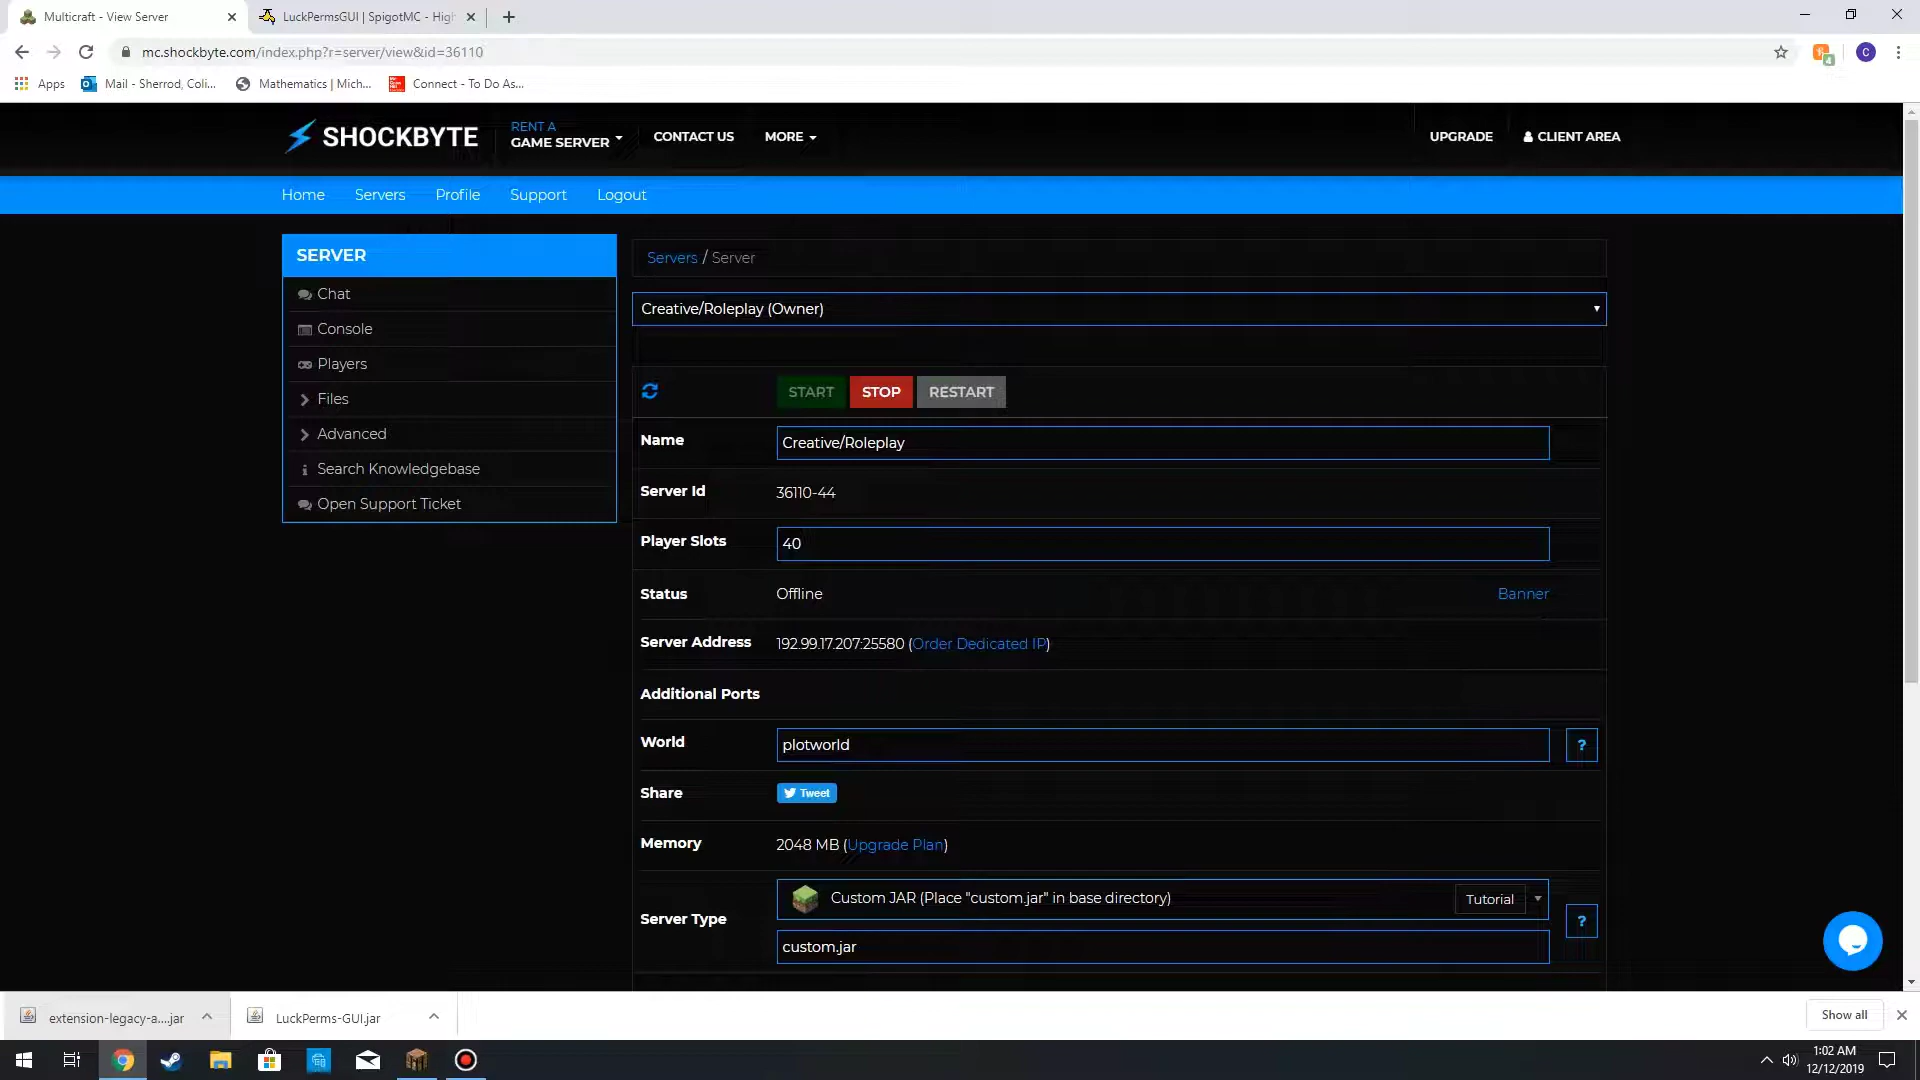 Multicraft - View Server
LuckPermsGUI | SpigotMC - High
mc.shockbyte.com/index.php?r=server/view&id=36110
4
C
Apps
Mail - Sherrod, Coli...
Mathematics | Mich...
Connect - To Do As...
SHOCKBYTE
RENT A
GAME SERVER
CONTACT US
MORE
UPGRADE
CLIENT AREA
Home
Servers
Profile
Support
Logout
SERVER
Chat
Console
Players
Files
Advanced
Search Knowledgebase
Open Support Ticket
Servers / Server
Creative/Roleplay (Owner)
START
STOP
RESTART
Name
Creative/Roleplay
Server Id
36110-44
Player Slots
40
Status
Offline
Banner
Server Address
192.99.17.207:25580 (Order Dedicated IP)
Additional Ports
World
plotworld
?
Share
Tweet
Memory
2048 MB (Upgrade Plan)
Server Type
Custom JAR (Place "custom.jar" in base directory)
Tutorial
?
custom.jar
extension-legacy-a....jar
LuckPerms-GUI.jar
Show all
1:02 AM
12/12/2019